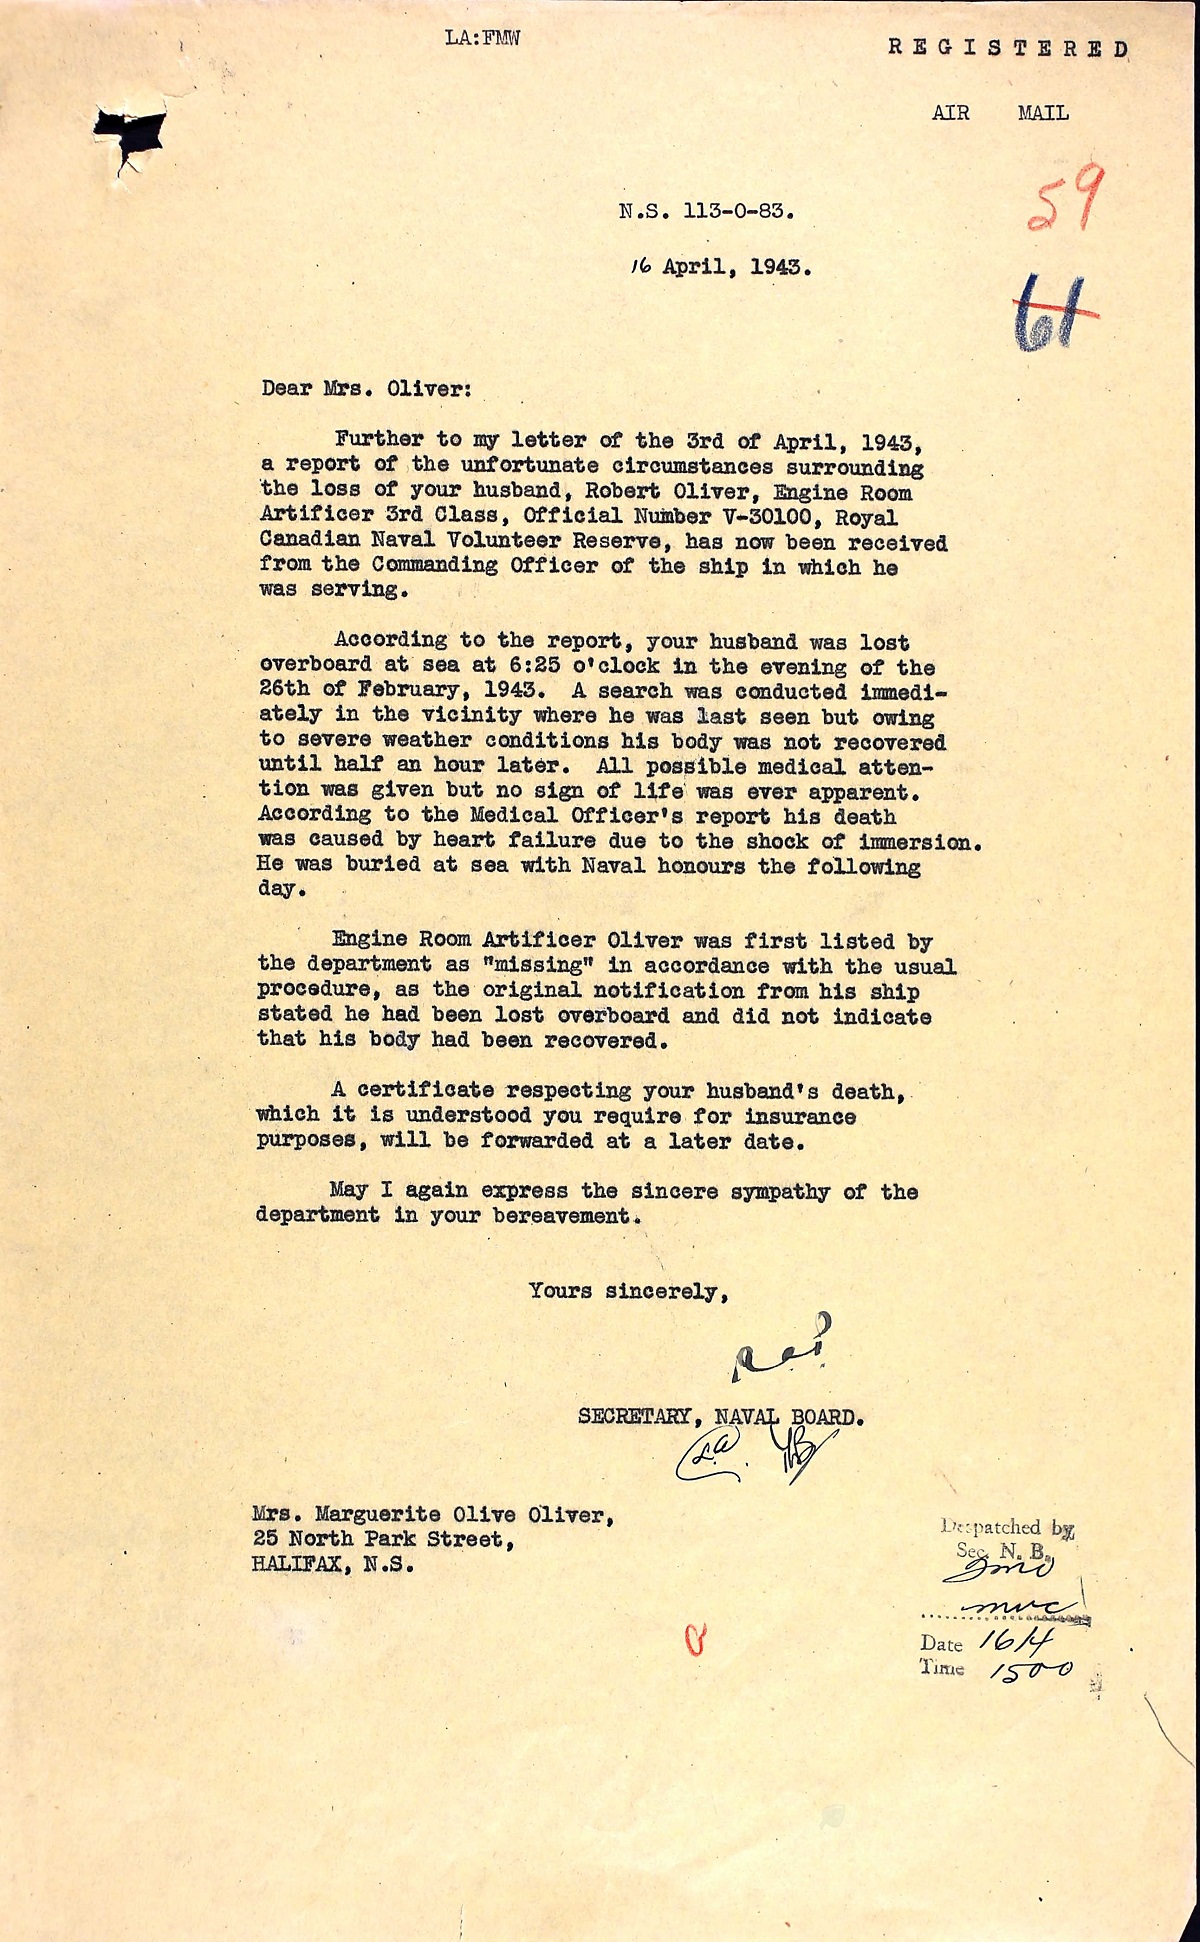 LA:FMW
REGISTERED
AIR MAIL
59
N.S. 113-0-83.
16 April, 1943.
61
Dear Mrs. Oliver:
Further to my letter of the 3rd of April, 1943,
a report of the unfortunate circumstances surrounding
the loss of your husband, Robert Oliver, Engine Room
Artificer 3rd Class, Official Number V-30100, Royal
Canadian Naval Volunteer Reserve, has now been received
from the Commanding Officer of the ship in which he
was serving.
According to the report, your husband was lost
overboard at sea at 6:25 o'clock in the evening of the
26th of February, 1943. A search was conducted immedi-
ately in the vicinity where he was last seen but owing
to severe weather conditions his body was not recovered
until half an hour later. All possible medical atten-
tion was given but no sign of life was ever apparent.
According to the Medical Officer's report his death
was caused by heart failure due to the shock of immersion.
He was buried at sea with Naval honours the following
day.
Engine Room Artificer Oliver was first listed by
the department as "missing" in accordance with the usual
procedure, as the original notification from his ship
stated he had been lost overboard and did not indicate
that his body had been recovered.
A certificate respecting your husband's death,
which it is understood you require for insurance
purposes, will be forwarded at a later date.
May I again express the sincere sympathy of the
department in your bereavement.
Yours sincerely,
SECRETARY, NAVAL BOARD.
Mrs. Marguerite Olive Oliver,
25 North Park Street,
HALIFAX, N.S.
Despatched by
Sec. N. B.
Date 16/4
Time 1500